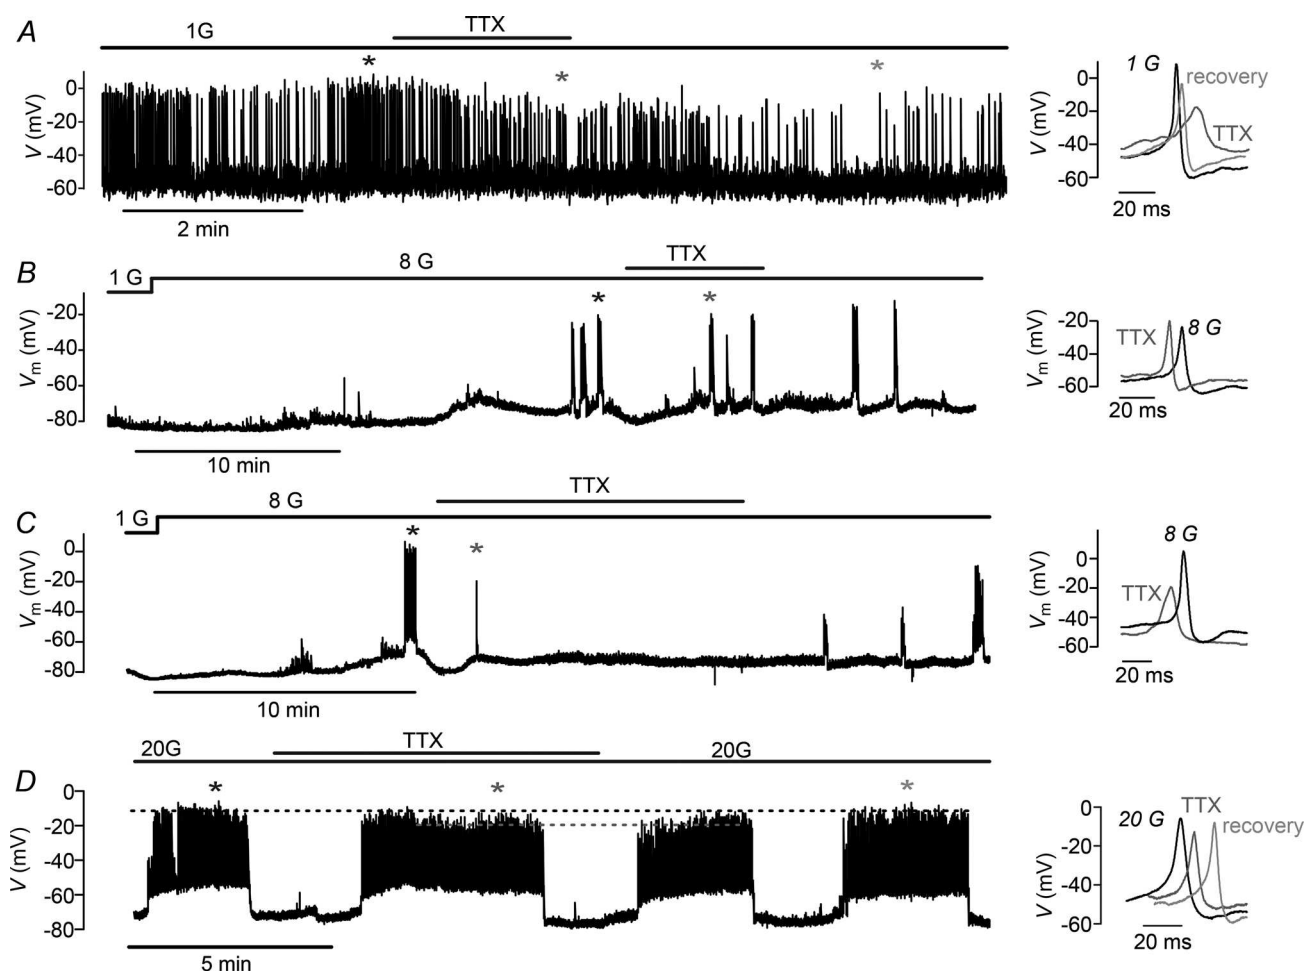 A
1G
TTX
*
*
*
V (mV)
0
-20
-40
-60
2 min
V (mV)
0
-20
-40
-60
1 G
recovery
TTX
20 ms
B
1 G
8 G
TTX
*
*
Vm (mV)
-20
-40
-60
-80
10 min
Vm (mV)
-20
-40
-60
TTX
8 G
20 ms
C
1 G
8 G
TTX
*
*
Vm (mV)
0
-20
-40
-60
-80
10 min
Vm (mV)
0
-20
-40
-60
8 G
TTX
20 ms
D
20G
TTX
20G
*
*
*
V (mV)
0
-20
-40
-60
-80
5 min
V (mV)
0
-20
-40
-60
20 G
TTX
recovery
20 ms